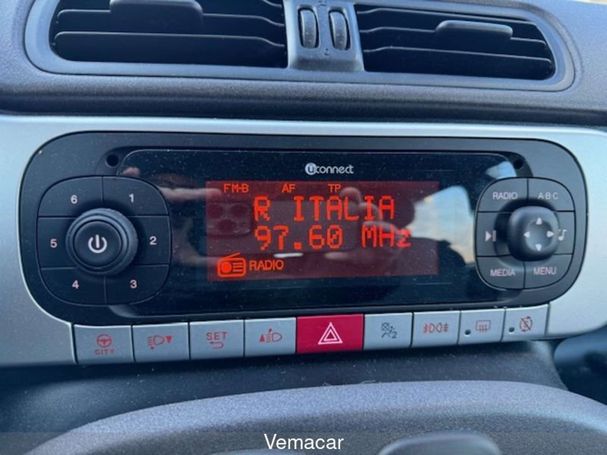 Uconnect
FM-B AF TP
R ITALIA
97.60 MHz
RADIO
6
1
5
2
4
3
RADIO
A-B-C
MEDIA
MENU
CITY
SET
2
Vemacar